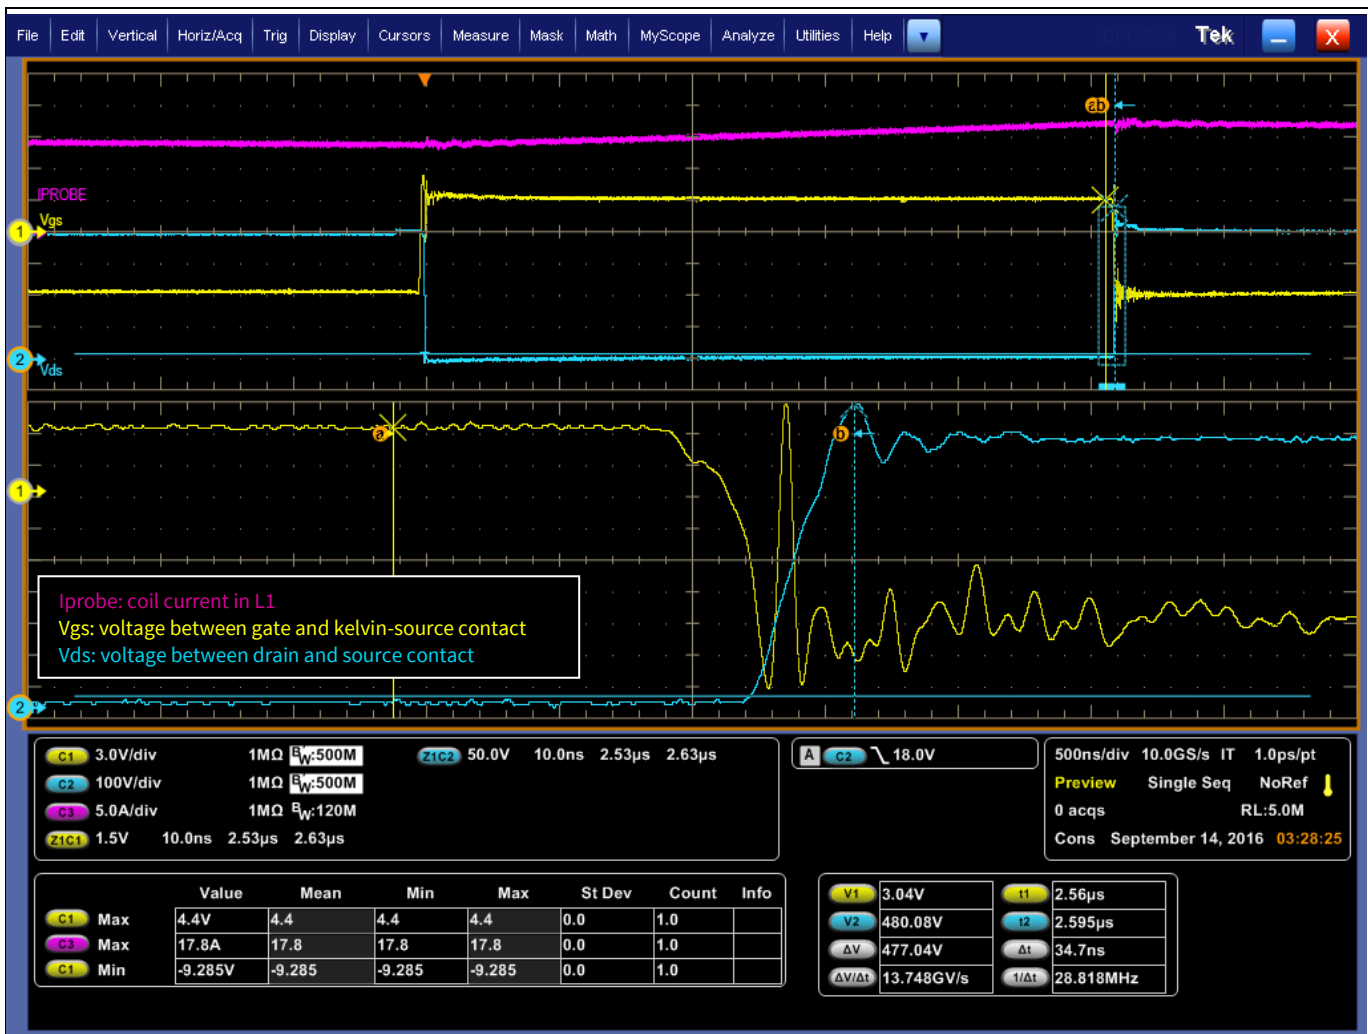 File Edit Vertical Horiz/Acq Trig Display Cursors Measure Mask Math MyScope Analyze Utilities Help Tek X
ab
IPROBE
Vgs
1
2
Vds
a
b
1
Iprobe: coil current in L1
Vgs: voltage between gate and kelvin-source contact
Vds: voltage between drain and source contact
2
C1 3.0V/div 1MΩ BW:500M Z1C2 50.0V 10.0ns 2.53µs 2.63µs
C2 100V/div 1MΩ BW:500M
C3 5.0A/div 1MΩ BW:120M
Z1C1 1.5V 10.0ns 2.53µs 2.63µs
A C2 18.0V
500ns/div 10.0GS/s IT 1.0ps/pt
Preview Single Seq NoRef
0 acqs RL:5.0M
Cons September 14, 2016 03:28:25
Value Mean Min Max St Dev Count Info
C1 Max 4.4V 4.4 4.4 4.4 0.0 1.0
C3 Max 17.8A 17.8 17.8 17.8 0.0 1.0
C1 Min -9.285V -9.285 -9.285 -9.285 0.0 1.0
V1 3.04V t1 2.56µs
V2 480.08V t2 2.595µs
ΔV 477.04V Δt 34.7ns
ΔV/Δt 13.748GV/s 1/Δt 28.818MHz